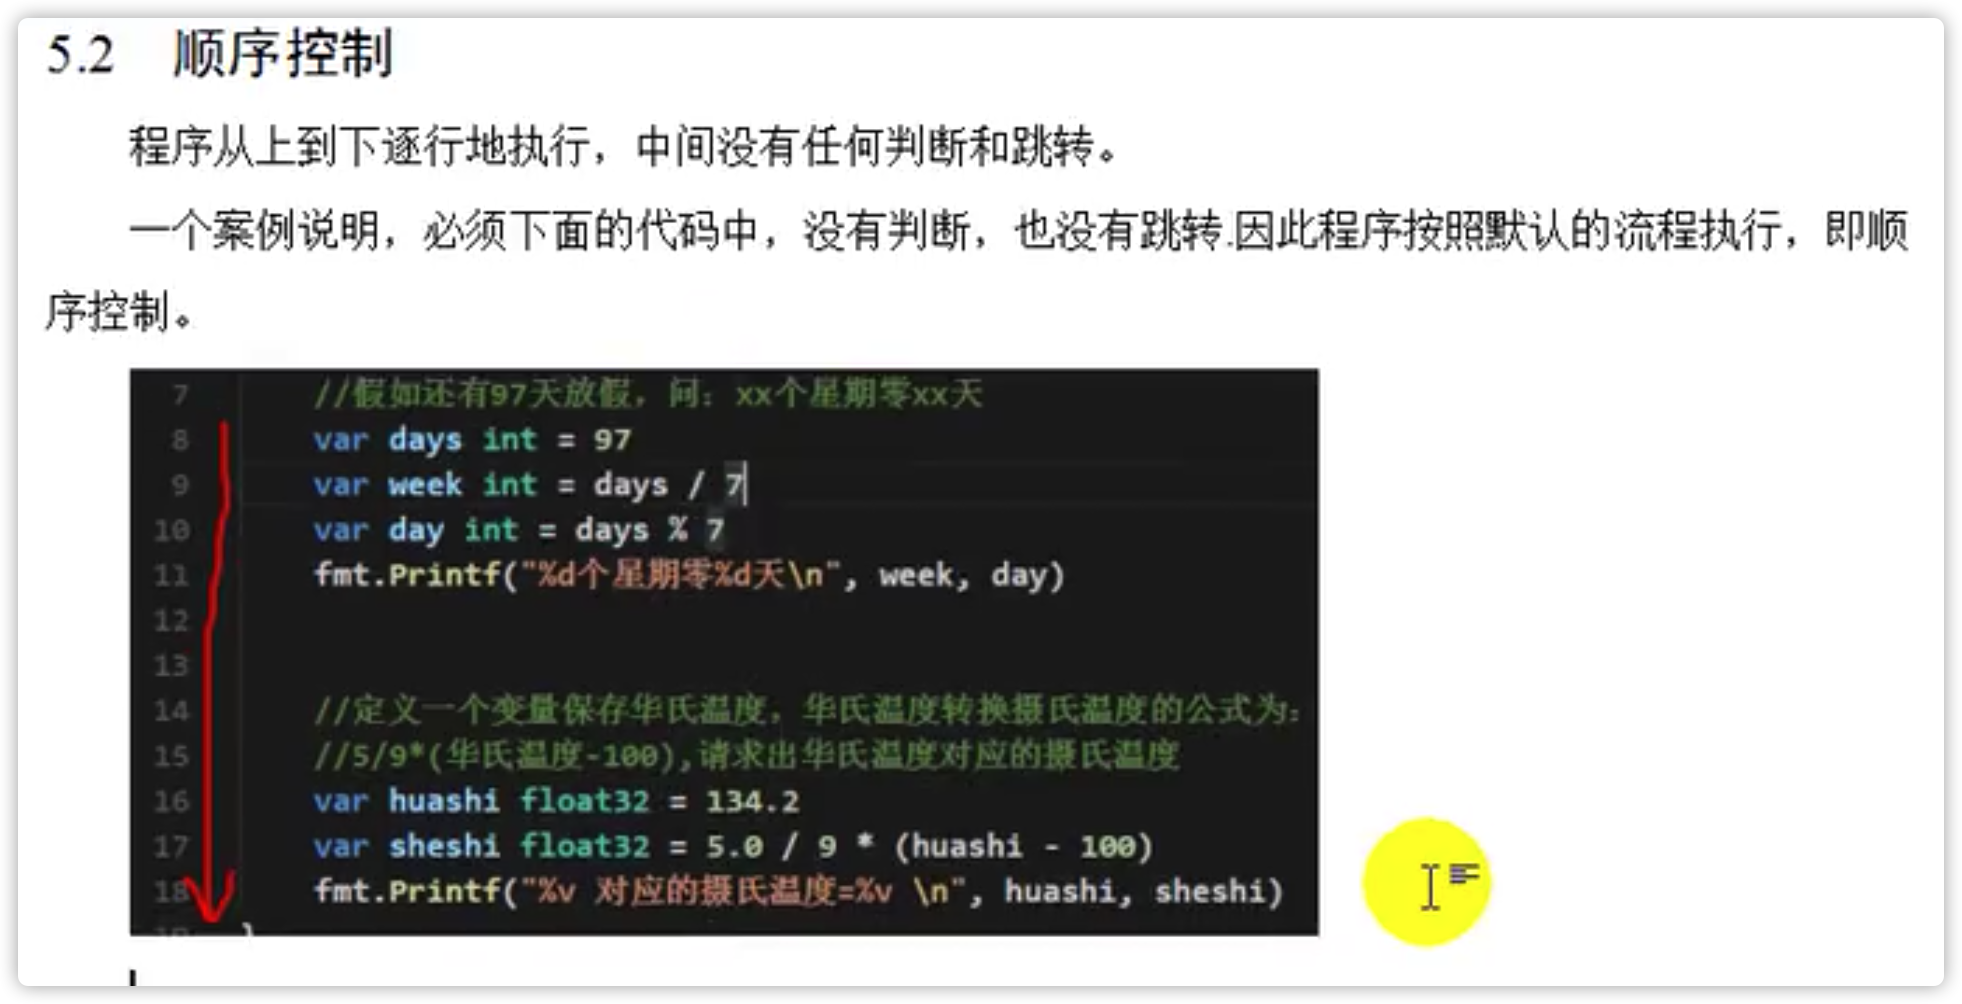 5.2 顺序控制
程序从上到下逐行地执行，中间没有任何判断和跳转。
一个案例说明，必须下面的代码中，没有判断，也没有跳转.因此程序按照默认的流程执行，即顺
序控制。
7 //假如还有97天放假，问：xx个星期零xx天
8 var days int = 97
9 var week int = days / 7
10 var day int = days % 7
11 fmt.Printf("%d个星期零%d天\n", week, day)
12
13
14 //定义一个变量保存华氏温度，华氏温度转换摄氏温度的公式为：
15 //5/9*(华氏温度-100),请求出华氏温度对应的摄氏温度
16 var huashi float32 = 134.2
17 var sheshi float32 = 5.0 / 9 * (huashi - 100)
18 fmt.Printf("%v 对应的摄氏温度=%v \n", huashi, sheshi)